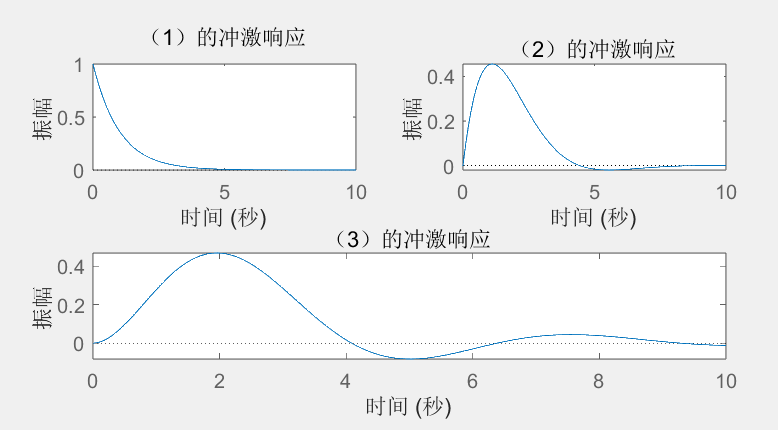 （1）的冲激响应
1
0.5
0
振幅
0 5 10
时间 (秒)
（2）的冲激响应
0.4
0.2
0
振幅
0 5 10
时间 (秒)
（3）的冲激响应
0.4
0.2
0
振幅
0 2 4 6 8 10
时间 (秒)